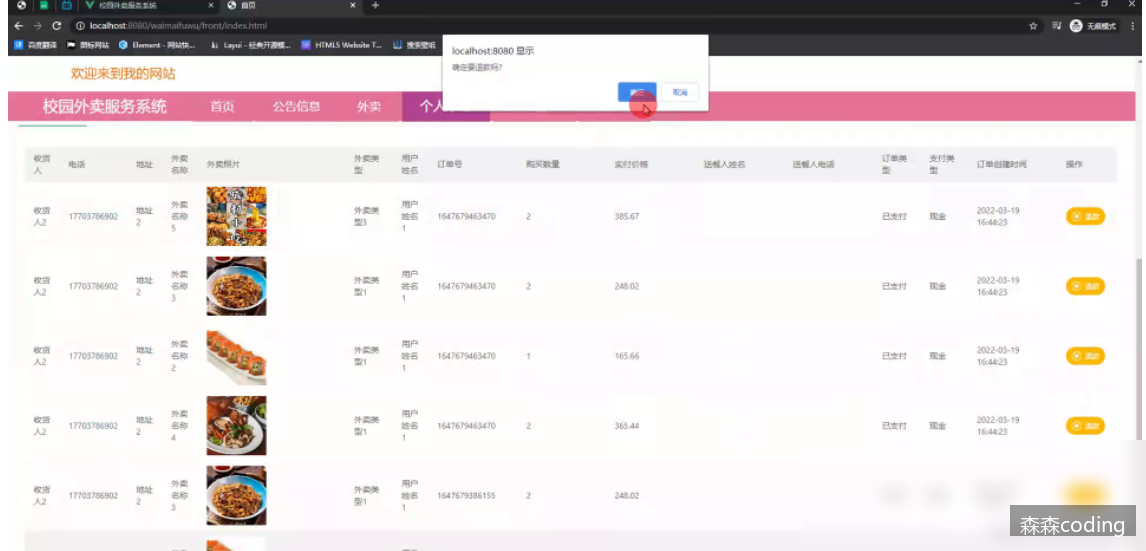 校园外卖服务系统
首页
localhost:8080/waimaifuwu/front/index.html
无痕模式
百度翻译
图标网站
Element - 网站快...
Layui - 经典开源模...
HTML5 Website T...
搜索壁纸
欢迎来到我的网站
localhost:8080 显示
确定要退款吗?
确定
取消
校园外卖服务系统
首页
公告信息
外卖
个人
收货人 电话 地址 外卖名称 外卖照片 外卖类型 用户姓名 订单号 购买数量 实付价格 送餐人姓名 送餐人电话 订单类型 支付类型 订单创建时间 操作
收货人2 17703786902 地址2 外卖名称5 外卖类型3 用户姓名1 1647679463470 2 385.67 已支付 现金 2022-03-19 16:44:23 退款
收货人2 17703786902 地址2 外卖名称3 外卖类型1 用户姓名1 1647679463470 2 248.02 已支付 现金 2022-03-19 16:44:23 退款
收货人2 17703786902 地址2 外卖名称2 外卖类型1 用户姓名1 1647679463470 1 165.66 已支付 现金 2022-03-19 16:44:23 退款
收货人2 17703786902 地址2 外卖名称4 外卖类型1 用户姓名1 1647679463470 2 365.44 已支付 现金 2022-03-19 16:44:23 退款
收货人2 17703786902 地址2 外卖名称3 外卖类型1 用户姓名1 1647679386155 2 248.02
外卖 外卖类 用户
森森coding